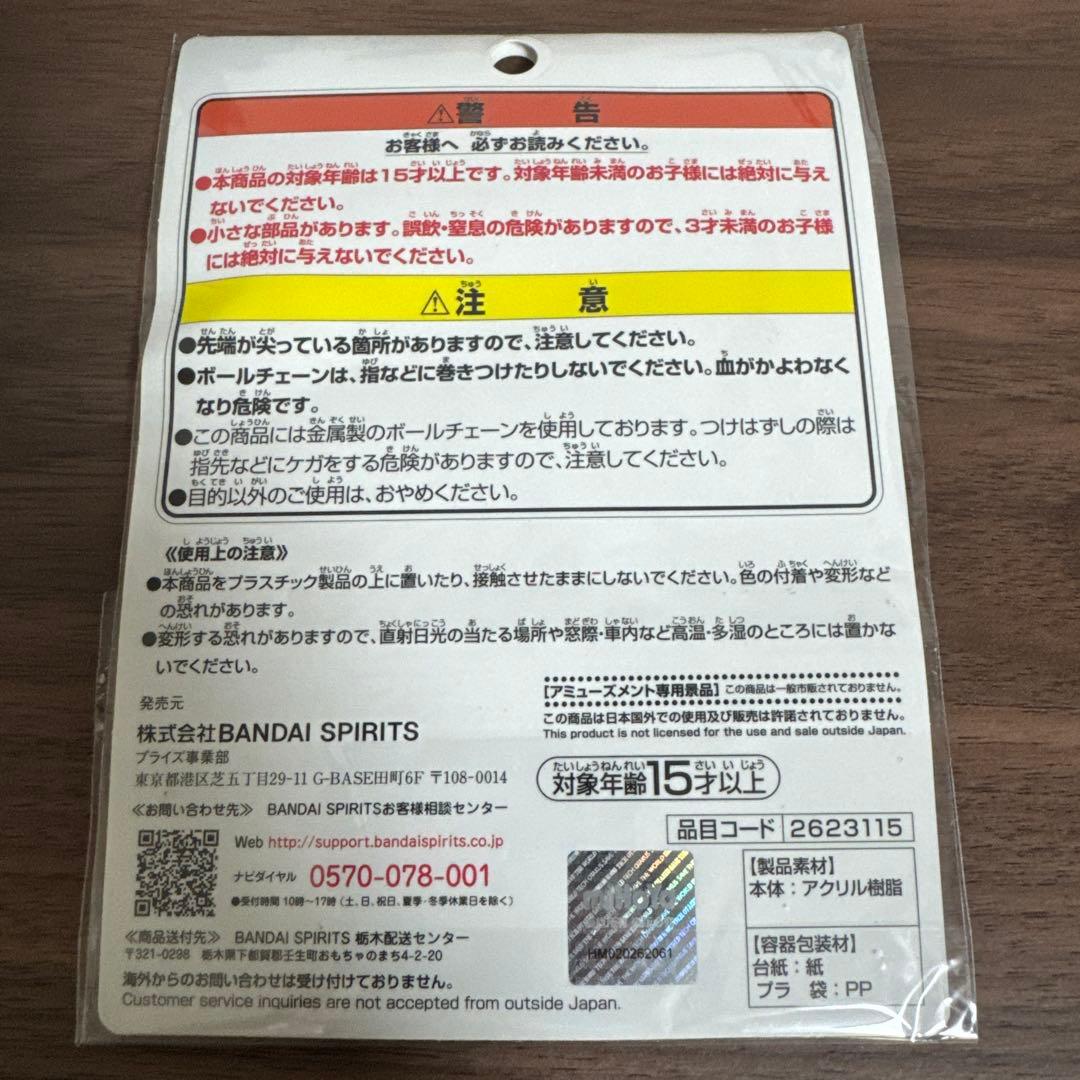 ⚠警告
お客様へ 必ずお読みください。
●本商品の対象年齢は15才以上です。対象年齢未満のお子様には絶対に与え
ないでください。
●小さな部品があります。誤飲・窒息の危険がありますので、3才未満のお子様
には絶対に与えないでください。
⚠注意
●先端が尖っている箇所がありますので、注意してください。
●ボールチェーンは、指などに巻きつけたりしないでください。血がかよわなく
なり危険です。
●この商品には金属製のボールチェーンを使用しております。つけはずしの際は
指先などにケガをする危険がありますので、注意してください。
●目的以外のご使用は、おやめください。
《使用上の注意》
●本商品をプラスチック製品の上に置いたり、接触させたままにしないでください。色の付着や変形など
の恐れがあります。
●変形する恐れがありますので、直射日光の当たる場所や窓際・車内など高温・多湿のところには置かな
いでください。
[アミューズメント専用景品] この商品は一般市販されておりません。
この商品は日本国外での使用及び販売は許諾されておりません。
This product is not licensed for the use and sale outside Japan.
発売元
株式会社BANDAI SPIRITS
プライズ事業部
東京都港区芝五丁目29-11 G-BASE田町6F 〒108-0014
対象年齢15才以上
《お問い合わせ先》 BANDAI SPIRITSお客様相談センター
Web http://support.bandaispirits.co.jp
ナビダイヤル 0570-078-001
●受付時間 10時~17時 (土、日、祝日、夏季・冬季休業日を除く)
《商品送付先》 BANDAI SPIRITS 栃木配送センター
〒321-0298 栃木県下都賀郡壬生町おもちゃのまち4-2-20
海外からのお問い合わせは受け付けておりません。
Customer service inquiries are not accepted from outside Japan.
品目コード 2623115
【製品素材】
本体:アクリル樹脂
【容器包装材】
台紙:紙
プラ 袋:PP
miHoYo
HM020262061